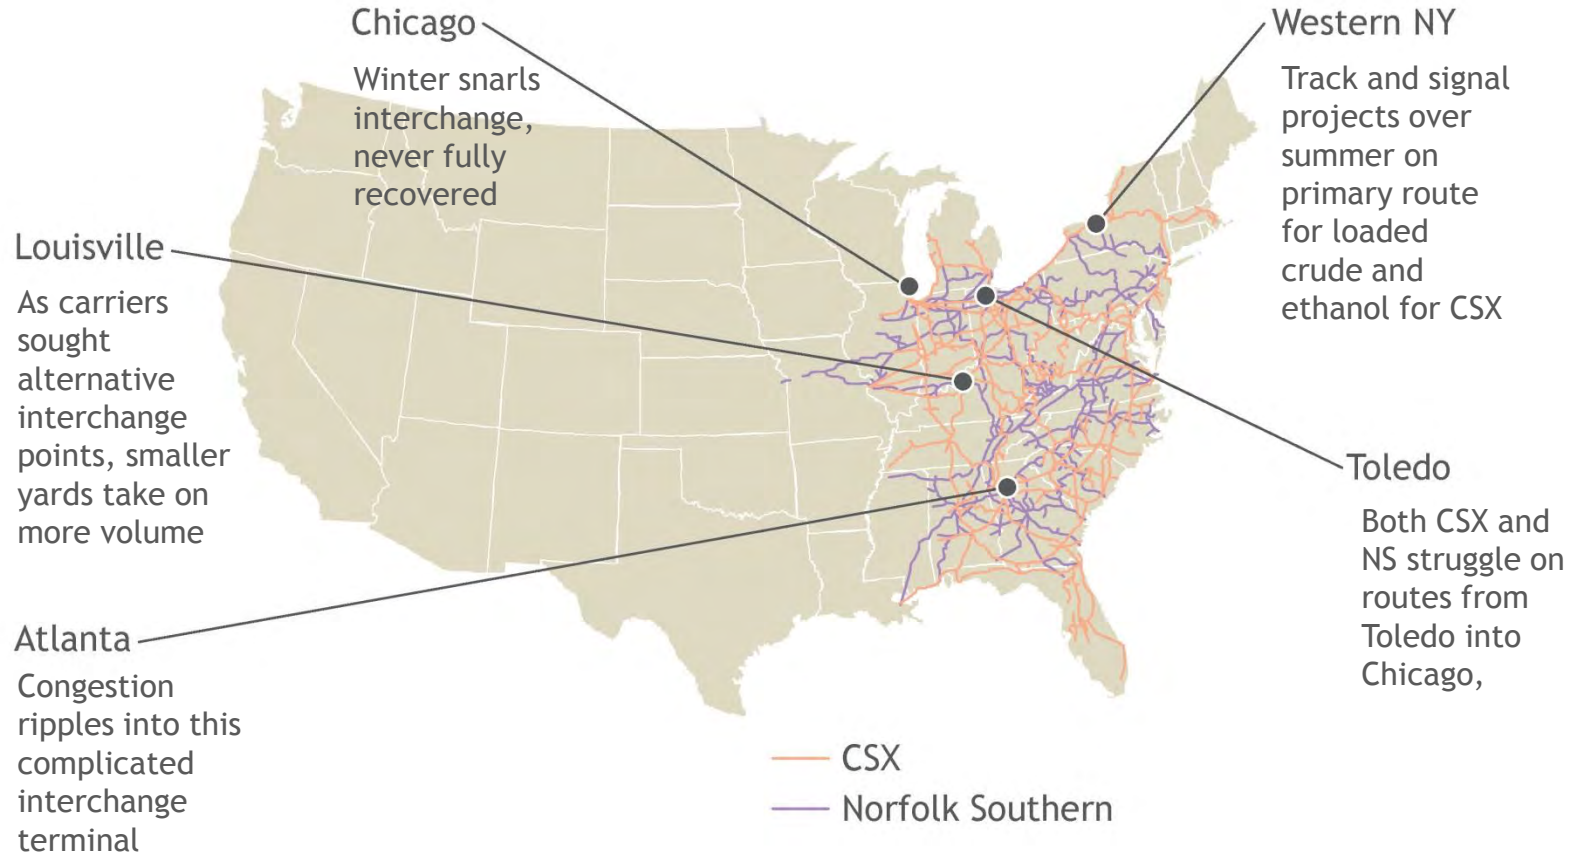 Chicago
Winter snarls
interchange,
never fully
recovered
Western NY
Track and signal
projects over
summer on
primary route
for loaded
crude and
ethanol for CSX
Louisville
As carriers
sought
alternative
interchange
points, smaller
yards take on
more volume
Toledo
Both CSX and
NS struggle on
routes from
Toledo into
Chicago,
Atlanta
Congestion
ripples into this
complicated
interchange
terminal
CSX
Norfolk Southern